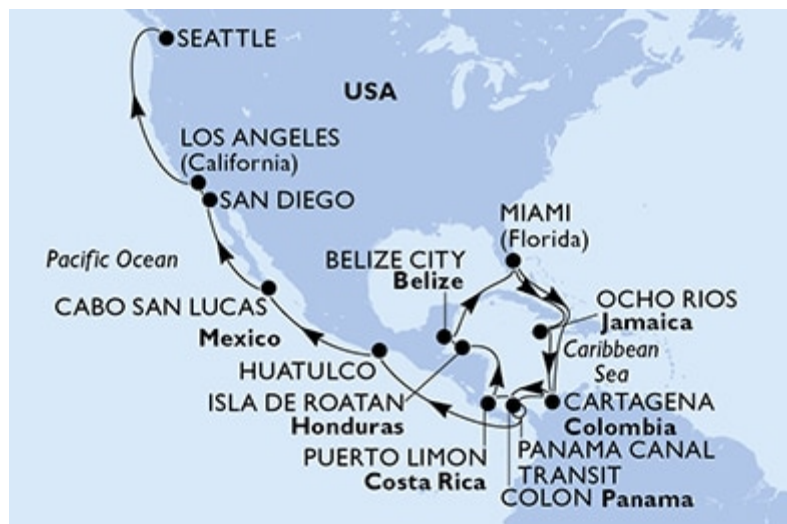 SEATTLE
USA
LOS ANGELES
(California)
SAN DIEGO
MIAMI
(Florida)
Pacific Ocean
BELIZE CITY
Belize
CABO SAN LUCAS
Mexico
OCHO RIOS
Jamaica
Caribbean
Sea
HUATULCO
ISLA DE ROATAN
Honduras
CARTAGENA
Colombia
PUERTO LIMON
Costa Rica
PANAMA CANAL
TRANSIT
COLON Panama